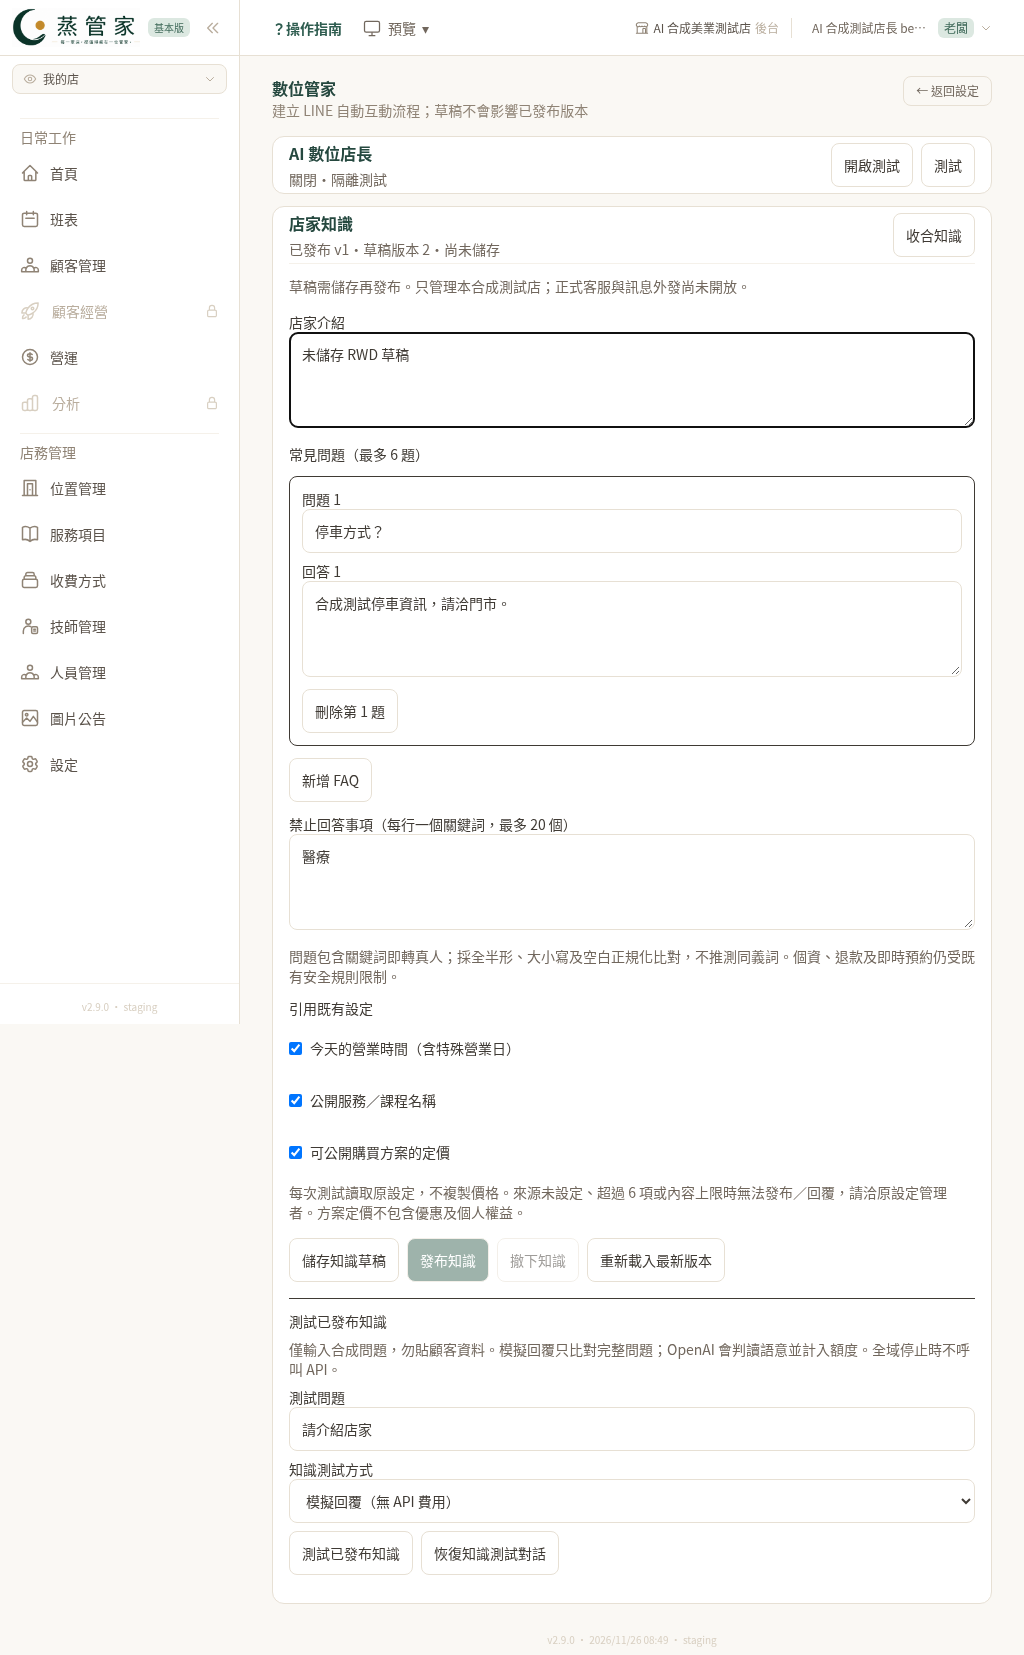 蒸管家
基本版
我的店
日常工作
首頁
班表
顧客管理
顧客經營
營運
分析
店務管理
位置管理
服務項目
收費方式
技師管理
人員管理
圖片公告
設定
v2.9.0 ・ staging
？操作指南
預覽 ▾
AI 合成美業測試店 後台
AI 合成測試店長 be…
老闆
數位管家
建立 LINE 自動互動流程；草稿不會影響已發布版本
← 返回設定
AI 數位店長
關閉・隔離測試
開啟測試
測試
店家知識
已發布 v1・草稿版本 2・尚未儲存
收合知識
草稿需儲存再發布。只管理本合成測試店；正式客服與訊息外發尚未開放。
店家介紹
未儲存 RWD 草稿
常見問題（最多 6 題）
問題 1
停車方式？
回答 1
合成測試停車資訊，請洽門市。
刪除第 1 題
新增 FAQ
禁止回答事項（每行一個關鍵詞，最多 20 個）
醫療
問題包含關鍵詞即轉真人；採全半形、大小寫及空白正規化比對，不推測同義詞。個資、退款及即時預約仍受既
有安全規則限制。
引用既有設定
今天的營業時間（含特殊營業日）
公開服務／課程名稱
可公開購買方案的定價
每次測試讀取原設定，不複製價格。來源未設定、超過 6 項或內容上限時無法發布／回覆，請洽原設定管理
者。方案定價不包含優惠及個人權益。
儲存知識草稿
發布知識
撤下知識
重新載入最新版本
測試已發布知識
僅輸入合成問題，勿貼顧客資料。模擬回覆只比對完整問題；OpenAI 會判讀語意並計入額度。全域停止時不呼
叫 API。
測試問題
請介紹店家
知識測試方式
模擬回覆（無 API 費用）
測試已發布知識
恢復知識測試對話
v2.9.0 ・ 2026/11/26 08:49 ・ staging